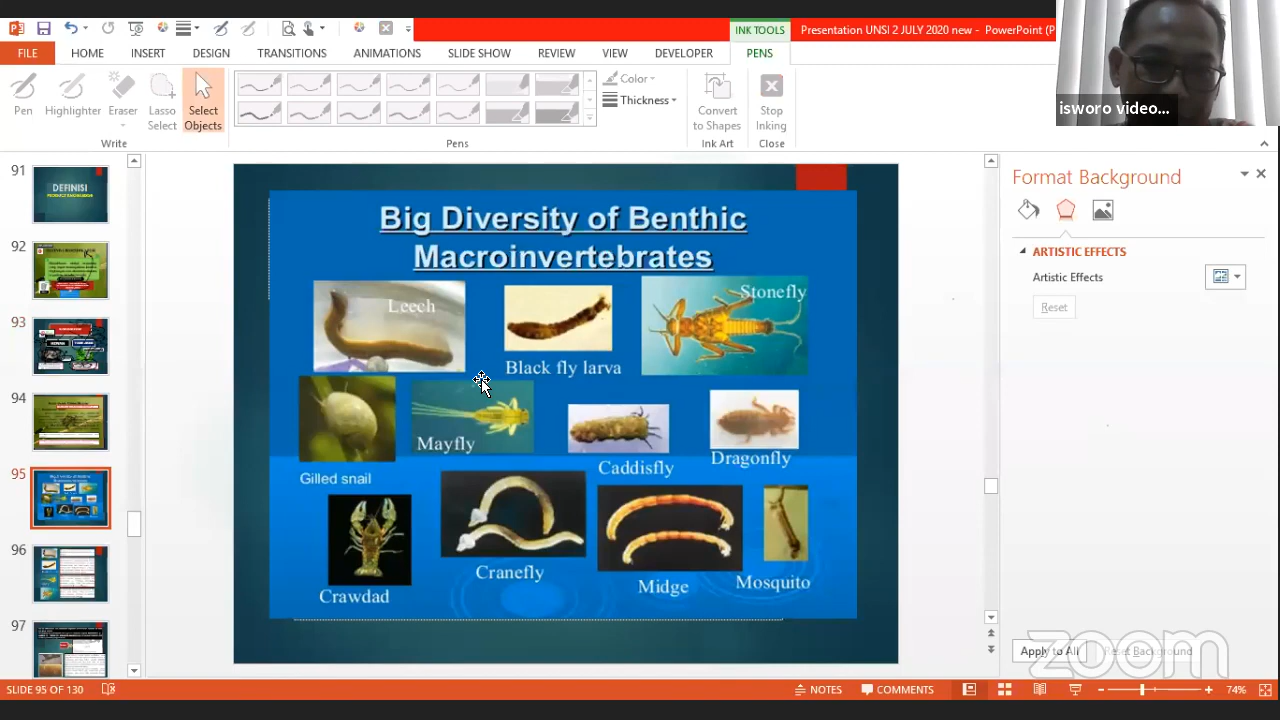 INK TOOLS
Presentation UNSI 2 JULY 2020 new - PowerPoint (P
FILE
HOME
INSERT
DESIGN
TRANSITIONS
ANIMATIONS
SLIDE SHOW
REVIEW
VIEW
DEVELOPER
PENS
Pen
Highlighter
Eraser
Lasso Select
Select Objects
Color
Thickness
Convert to Shapes
Stop Inking
Write
Pens
Ink Art
Close
isworo video...
91
DEFINISI
92
93
94
95
96
97
Big Diversity of Benthic
Macroinvertebrates
Leech
Black fly larva
Stonefly
Gilled snail
Mayfly
Caddisfly
Dragonfly
Crawdad
Cranefly
Midge
Mosquito
Format Background
ARTISTIC EFFECTS
Artistic Effects
Reset
Apply to All
Reset Background
zoom
SLIDE 95 OF 130
NOTES
COMMENTS
74%